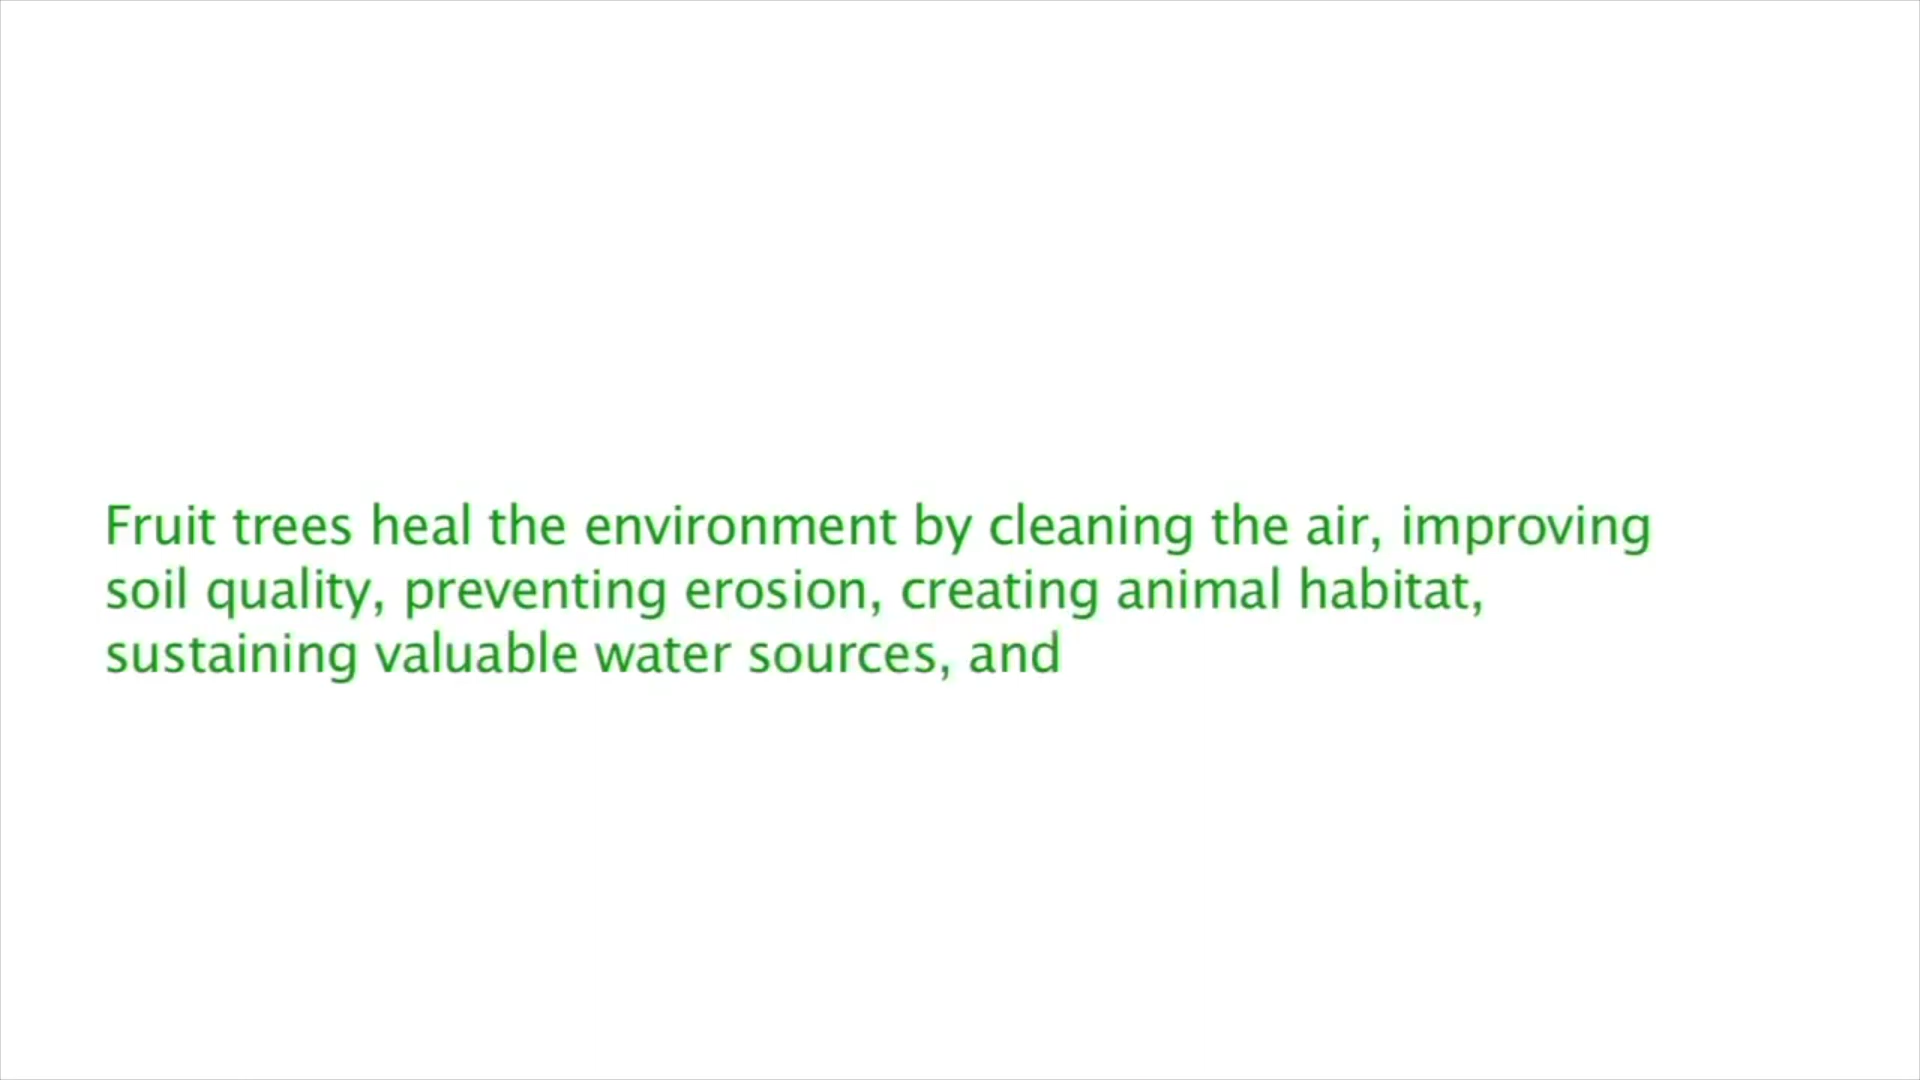 Fruit trees heal the environment by cleaning the air, improving
soil quality, preventing erosion, creating animal habitat,
sustaining valuable water sources, and